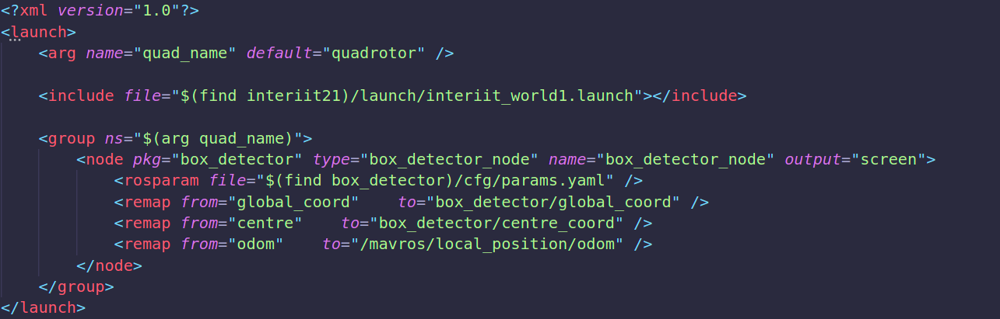 <?xml version="1.0"?>
<launch>
    <arg name="quad_name" default="quadrotor" />

    <include file="$(find interiit21)/launch/interiit_world1.launch"></include>

    <group ns="$(arg quad_name)">
        <node pkg="box_detector" type="box_detector_node" name="box_detector_node" output="screen">
            <rosparam file="$(find box_detector)/cfg/params.yaml" />
            <remap from="global_coord"    to="box_detector/global_coord" />
            <remap from="centre"    to="box_detector/centre_coord" />
            <remap from="odom"    to="/mavros/local_position/odom" />
        </node>
    </group>
</launch>